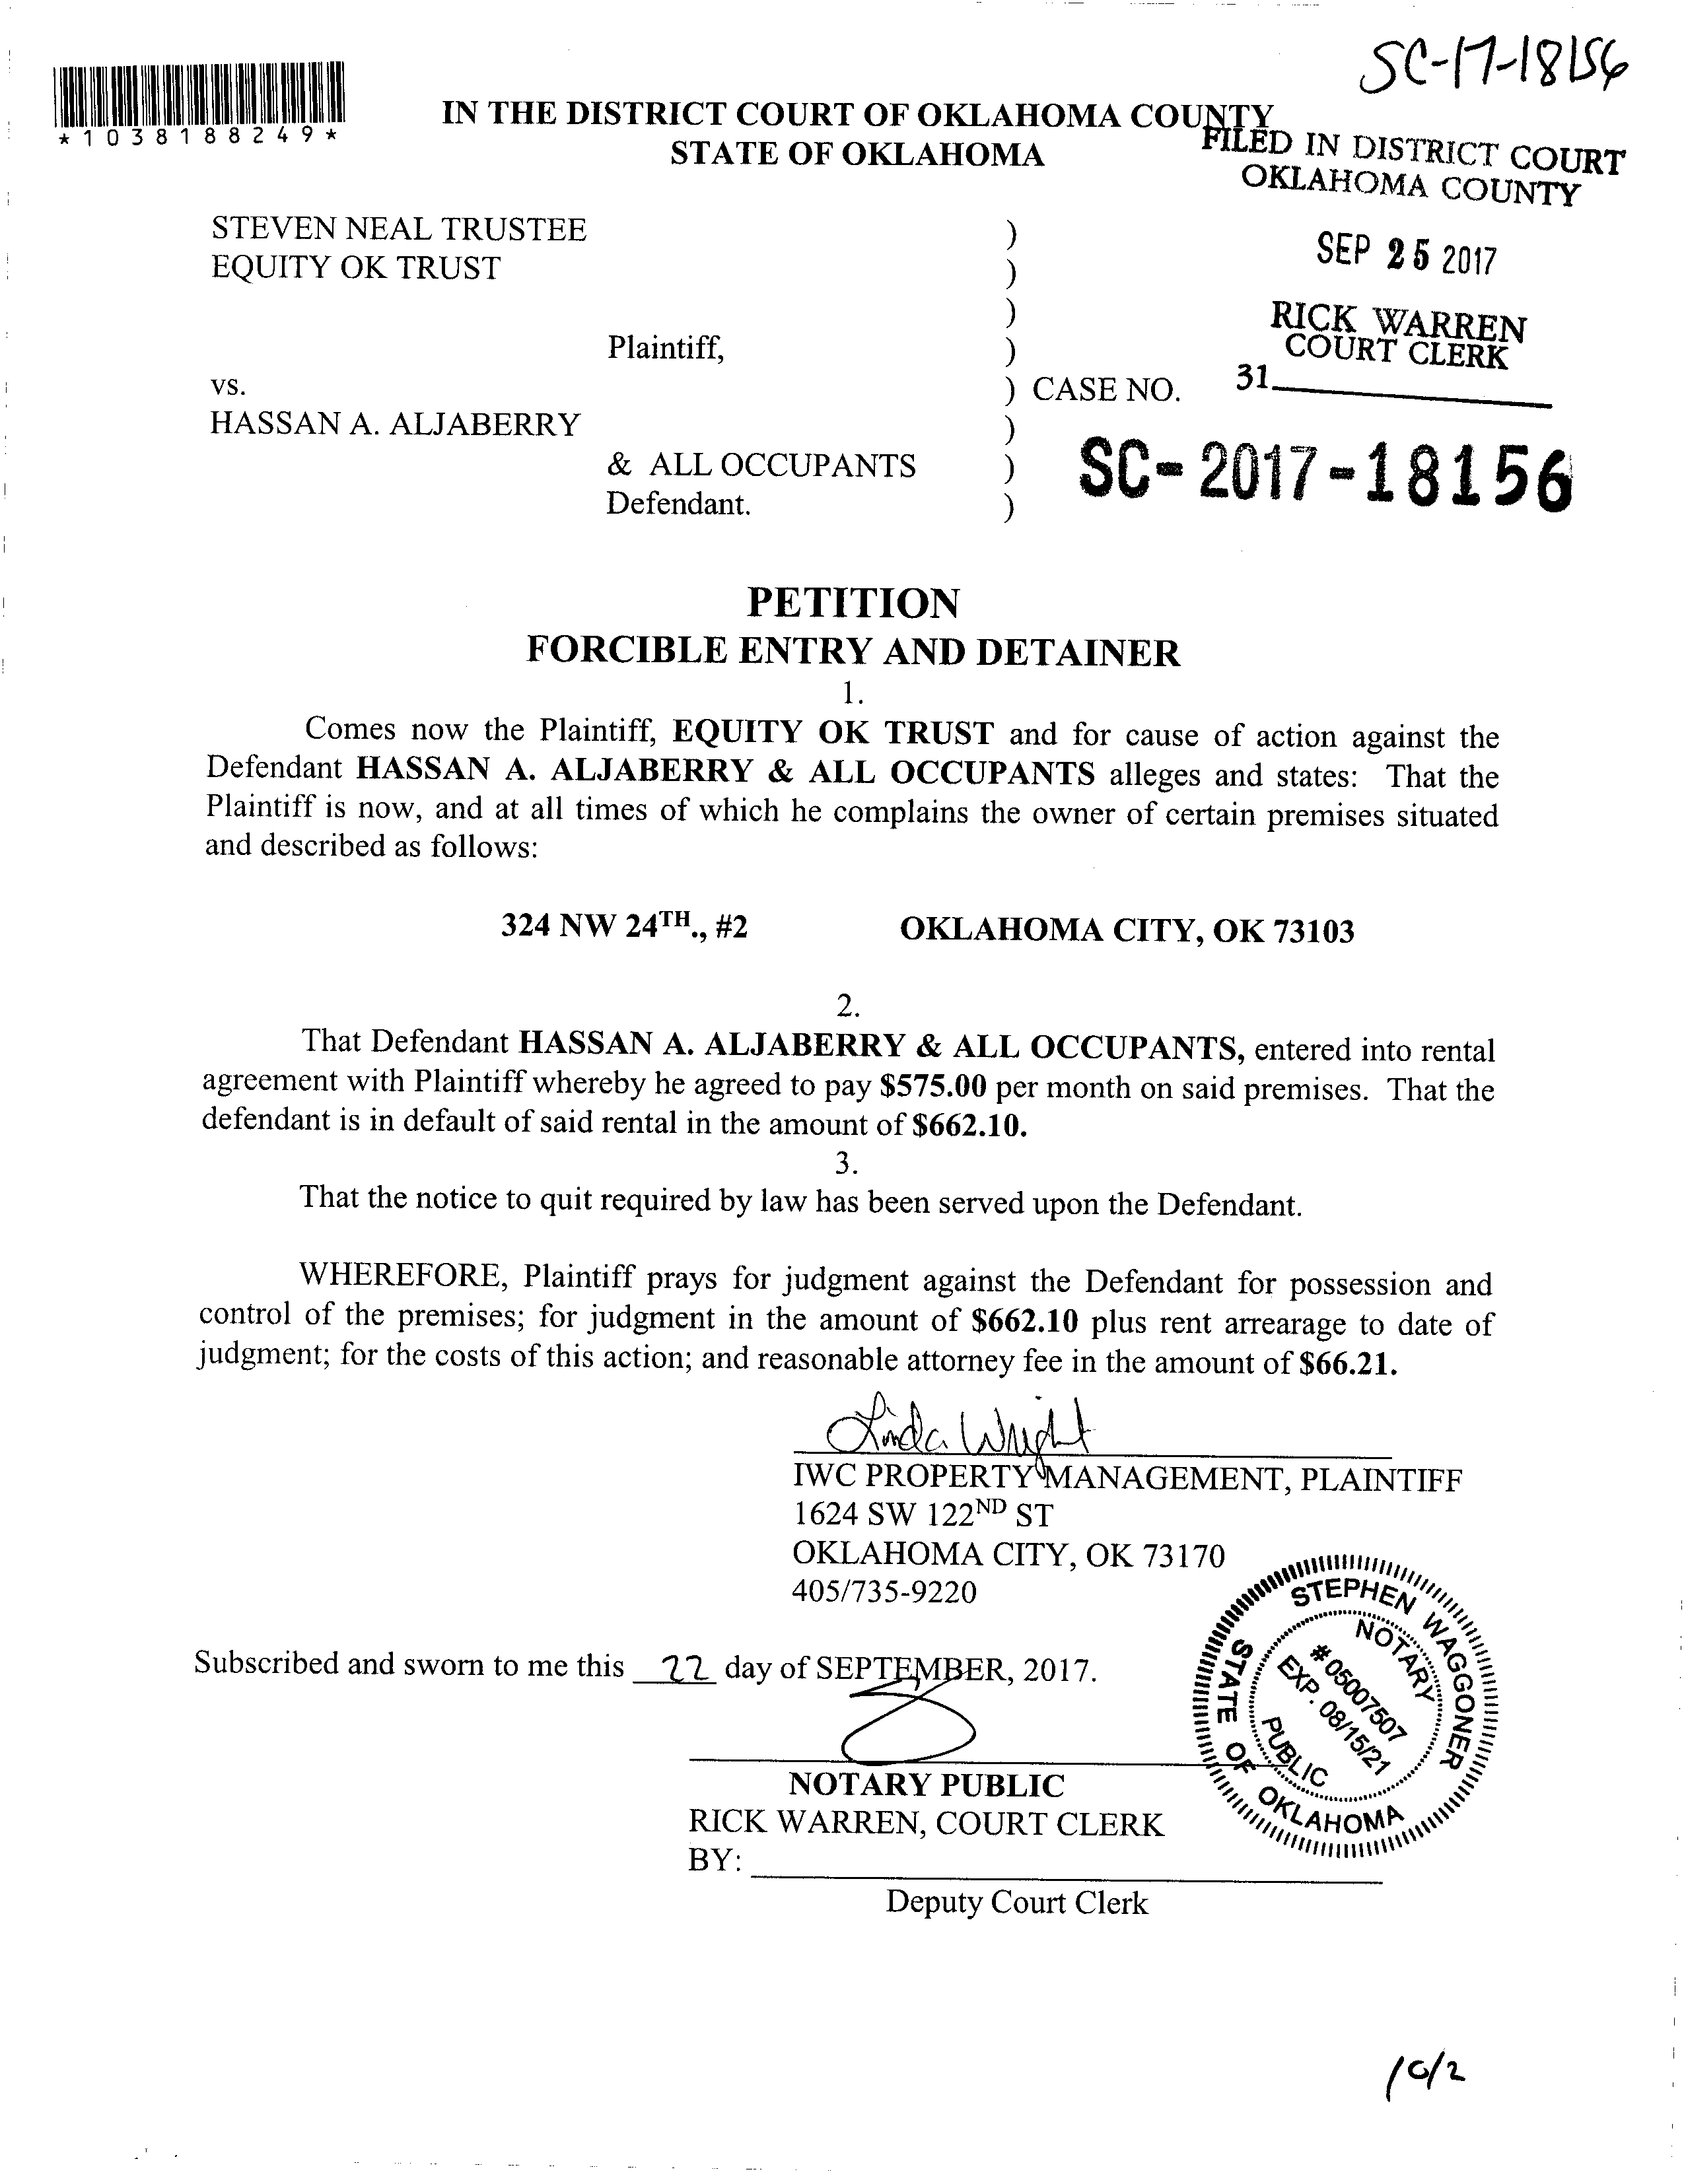 SC-17-18156
*1038188249*
IN THE DISTRICT COURT OF OKLAHOMA COUNTY
STATE OF OKLAHOMA
FILED IN DISTRICT COURT
OKLAHOMA COUNTY
SEP 25 2017
RICK WARREN
COURT CLERK
31
STEVEN NEAL TRUSTEE )
EQUITY OK TRUST )
)
Plaintiff, )
vs. ) CASE NO.
HASSAN A. ALJABERRY )
& ALL OCCUPANTS )
Defendant. )
SC-2017-18156
PETITION
FORCIBLE ENTRY AND DETAINER
1.
Comes now the Plaintiff, EQUITY OK TRUST and for cause of action against the
Defendant HASSAN A. ALJABERRY & ALL OCCUPANTS alleges and states: That the
Plaintiff is now, and at all times of which he complains the owner of certain premises situated
and described as follows:
324 NW 24TH., #2 OKLAHOMA CITY, OK 73103
2.
That Defendant HASSAN A. ALJABERRY & ALL OCCUPANTS, entered into rental
agreement with Plaintiff whereby he agreed to pay $575.00 per month on said premises. That the
defendant is in default of said rental in the amount of $662.10.
3.
That the notice to quit required by law has been served upon the Defendant.
WHEREFORE, Plaintiff prays for judgment against the Defendant for possession and
control of the premises; for judgment in the amount of $662.10 plus rent arrearage to date of
judgment; for the costs of this action; and reasonable attorney fee in the amount of $66.21.
Linda Wright
IWC PROPERTY MANAGEMENT, PLAINTIFF
1624 SW 122ND ST
OKLAHOMA CITY, OK 73170
405/735-9220
Subscribed and sworn to me this 22 day of SEPTEMBER, 2017.
STEPHEN WAGGONER
STATE OF OKLAHOMA
NOTARY PUBLIC
#05007507
EXP. 08/15/21
NOTARY PUBLIC
RICK WARREN, COURT CLERK
BY:
Deputy Court Clerk
10/2